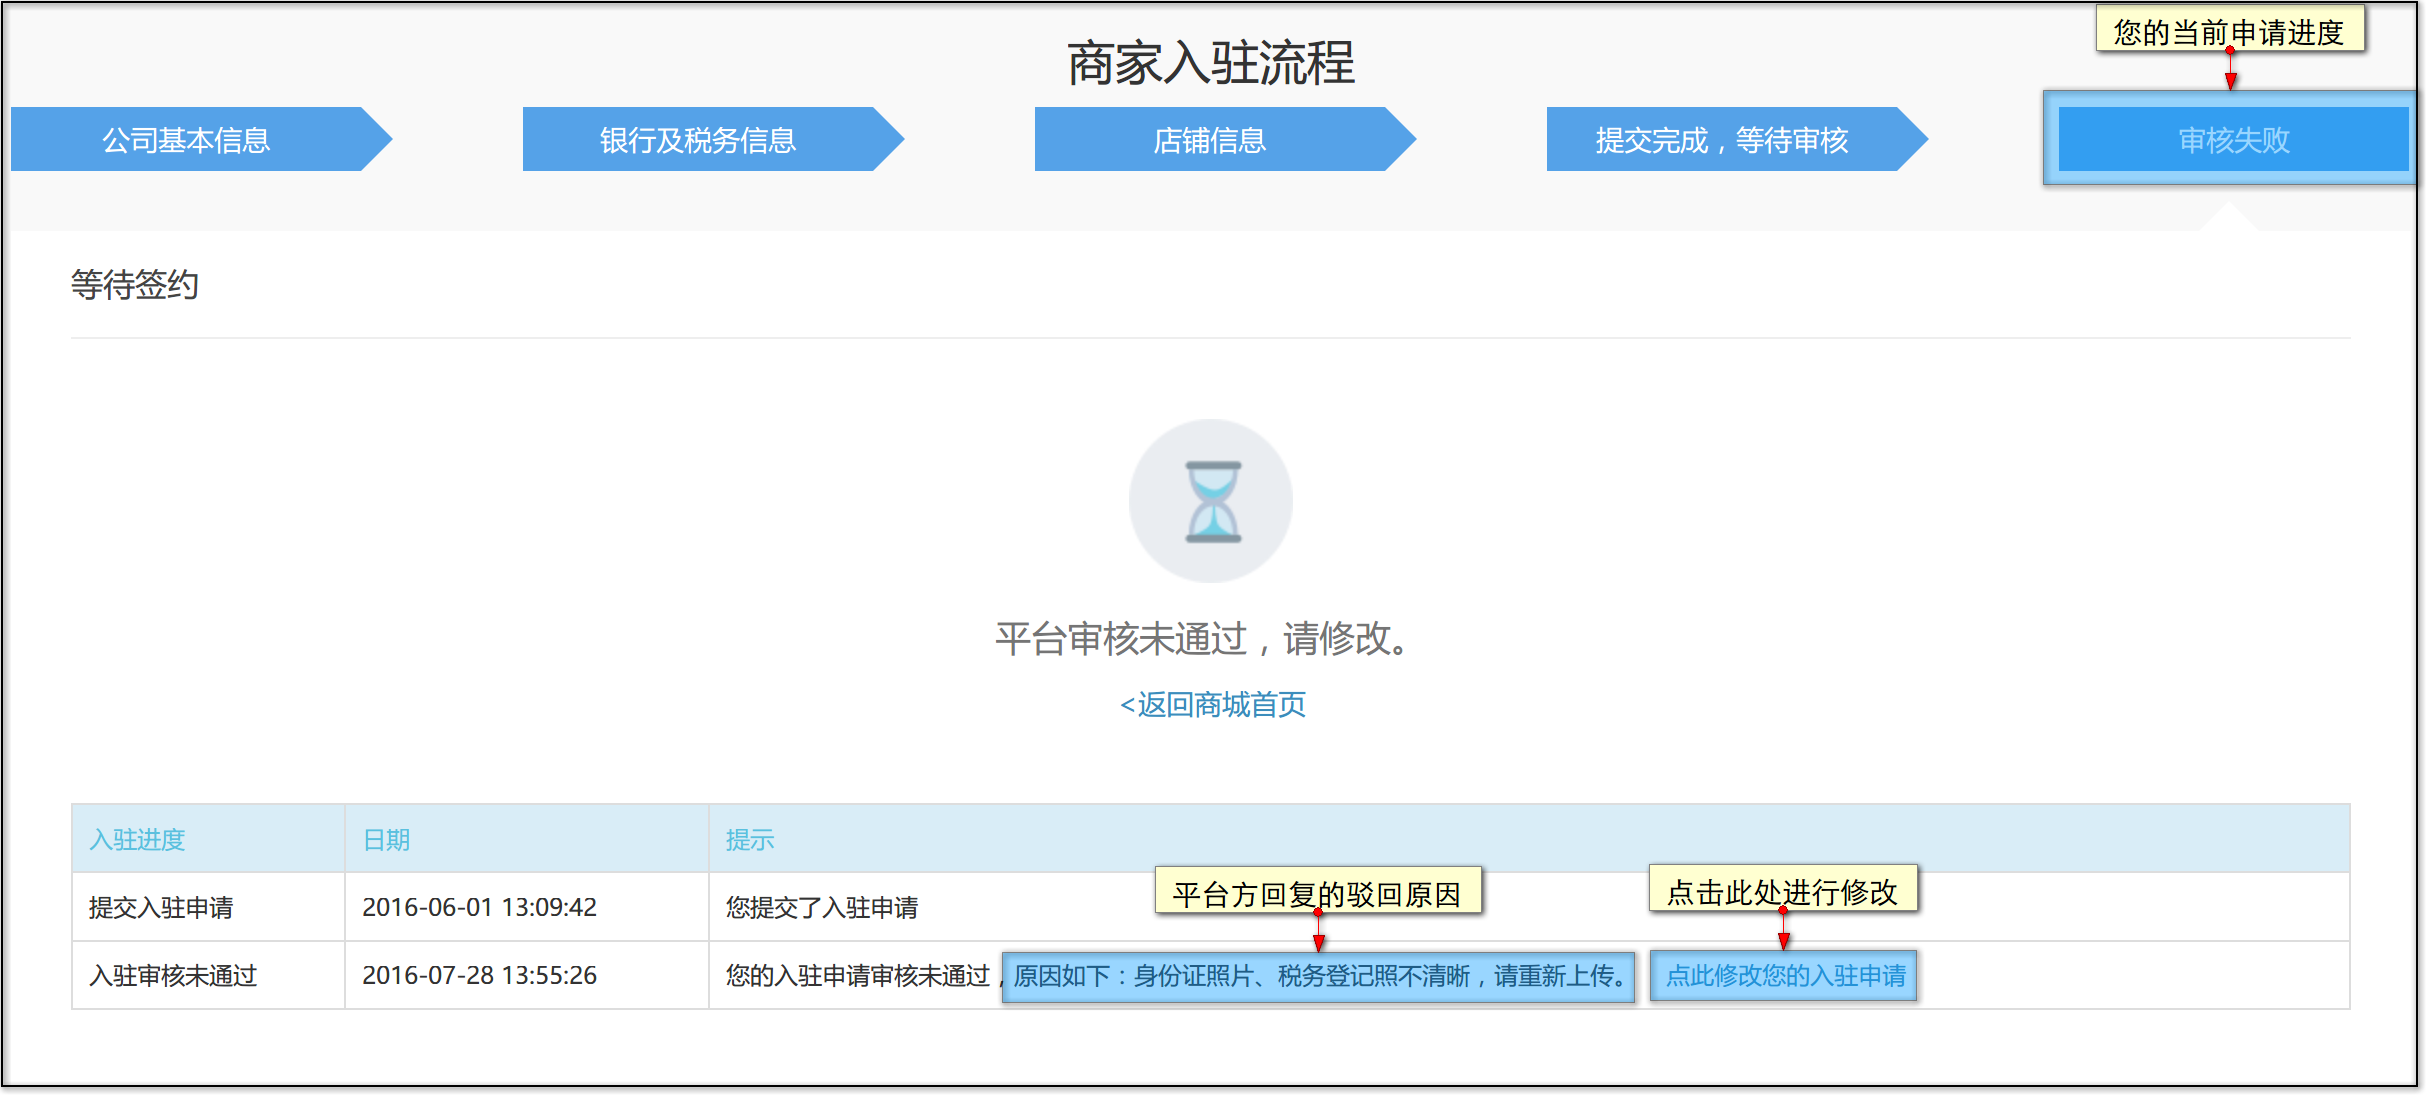 您的当前申请进度
商家入驻流程
公司基本信息
银行及税务信息
店铺信息
提交完成，等待审核
审核失败
等待签约
平台审核未通过，请修改。
<返回商城首页
入驻进度 日期 提示
平台方回复的驳回原因 点击此处进行修改
提交入驻申请 2016-06-01 13:09:42 您提交了入驻申请
入驻审核未通过 2016-07-28 13:55:26 您的入驻申请审核未通过，原因如下：身份证照片、税务登记照不清晰，请重新上传。 点此修改您的入驻申请